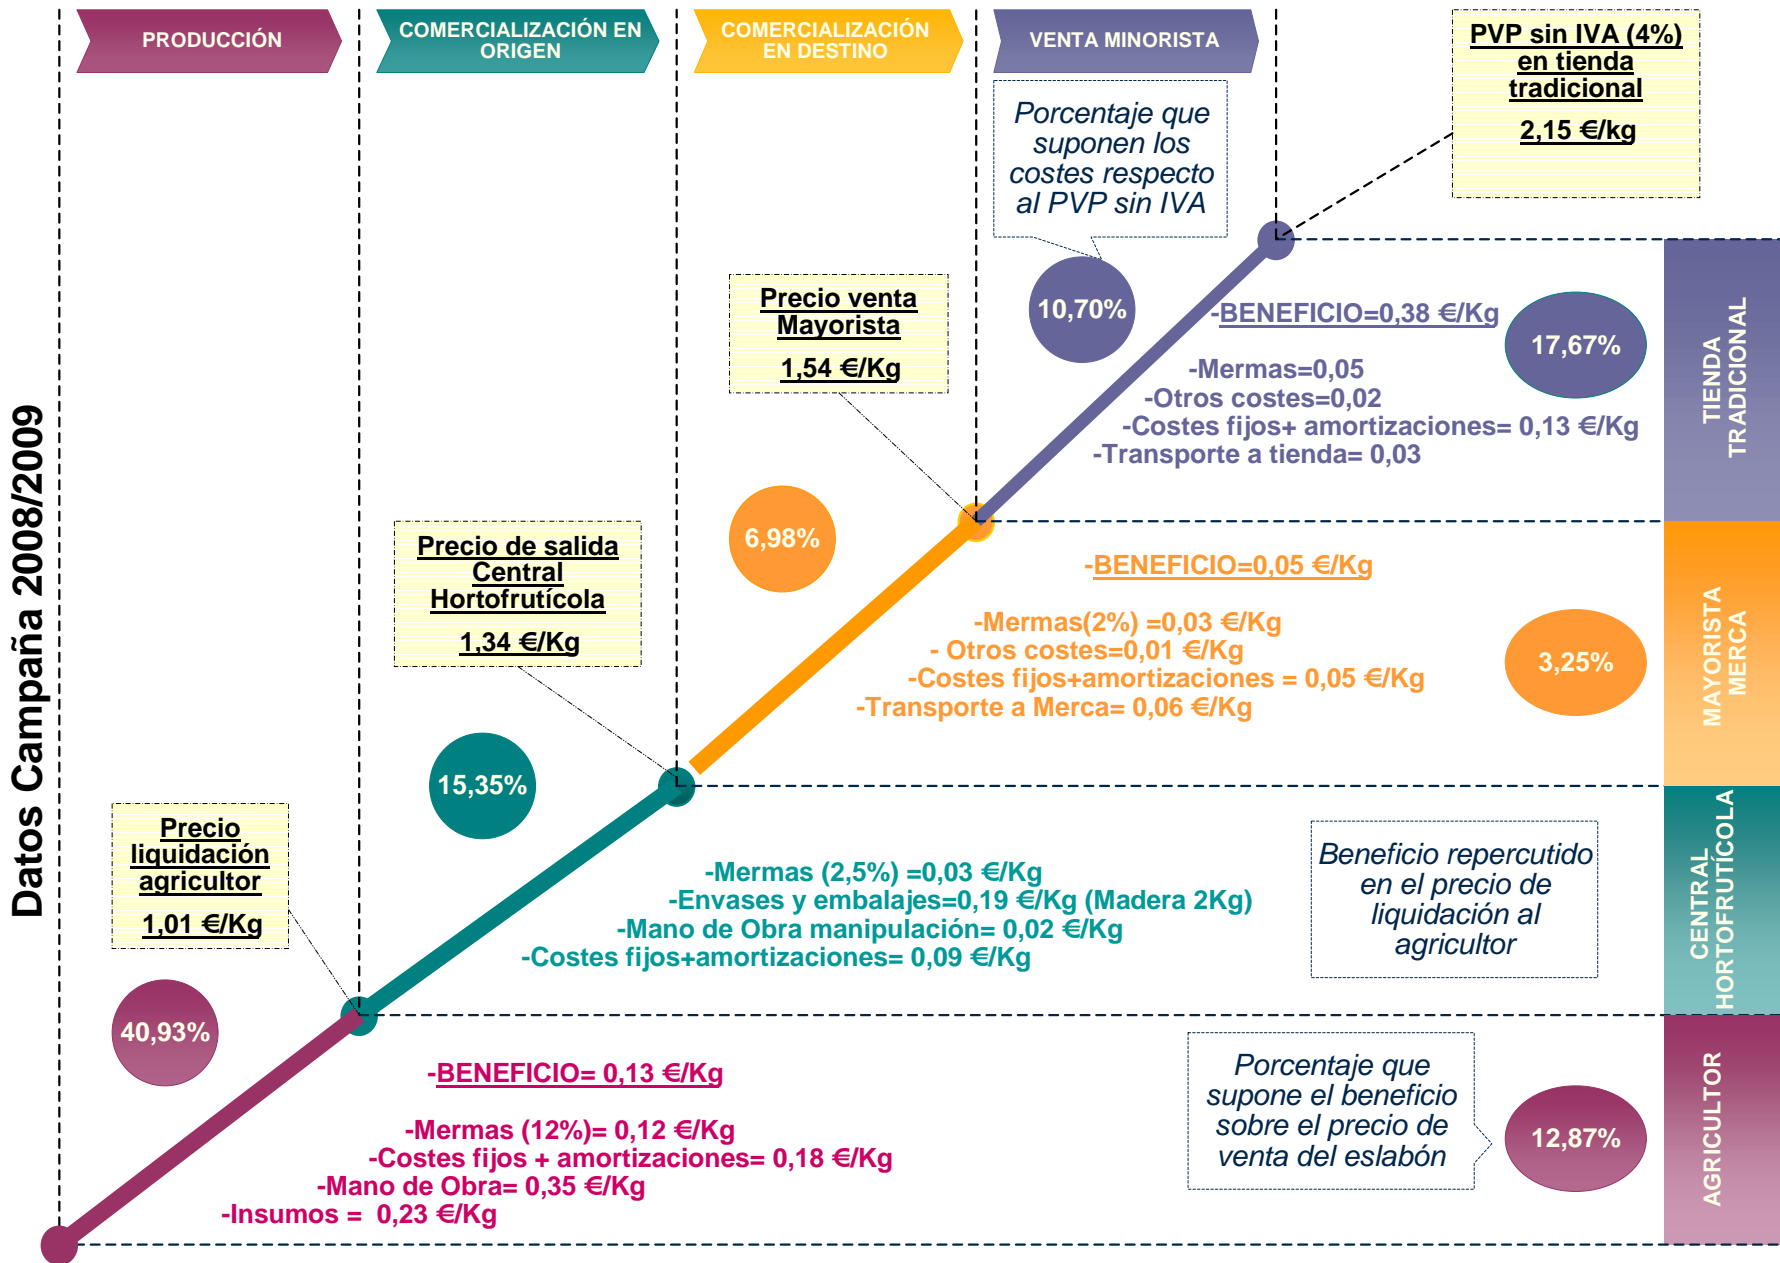 PRODUCCIÓN
COMERCIALIZACIÓN EN
ORIGEN
COMERCIALIZACIÓN
EN DESTINO
VENTA MINORISTA
PVP sin IVA (4%)
en tienda
tradicional
2,15 €/kg
Porcentaje que
suponen los
costes respecto
al PVP sin IVA
10,70%
Precio venta
Mayorista
1,54 €/Kg
-BENEFICIO=0,38 €/Kg
-Mermas=0,05
-Otros costes=0,02
-Costes fijos+ amortizaciones= 0,13 €/Kg
-Transporte a tienda= 0,03
17,67%
TIENDA
TRADICIONAL
Datos Campaña 2008/2009
6,98%
Precio de salida
Central
Hortofrutícola
1,34 €/Kg
-BENEFICIO=0,05 €/Kg
-Mermas(2%) =0,03 €/Kg
- Otros costes=0,01 €/Kg
-Costes fijos+amortizaciones = 0,05 €/Kg
-Transporte a Merca= 0,06 €/Kg
3,25%
MAYORISTA
MERCA
15,35%
Precio
liquidación
agricultor
1,01 €/Kg
-Mermas (2,5%) =0,03 €/Kg
-Envases y embalajes=0,19 €/Kg (Madera 2Kg)
-Mano de Obra manipulación= 0,02 €/Kg
-Costes fijos+amortizaciones= 0,09 €/Kg
Beneficio repercutido
en el precio de
liquidación al
agricultor
CENTRAL
HORTOFRUTÍCOLA
40,93%
-BENEFICIO= 0,13 €/Kg
-Mermas (12%)= 0,12 €/Kg
-Costes fijos + amortizaciones= 0,18 €/Kg
-Mano de Obra= 0,35 €/Kg
-Insumos = 0,23 €/Kg
Porcentaje que
supone el beneficio
sobre el precio de
venta del eslabón
12,87%
AGRICULTOR